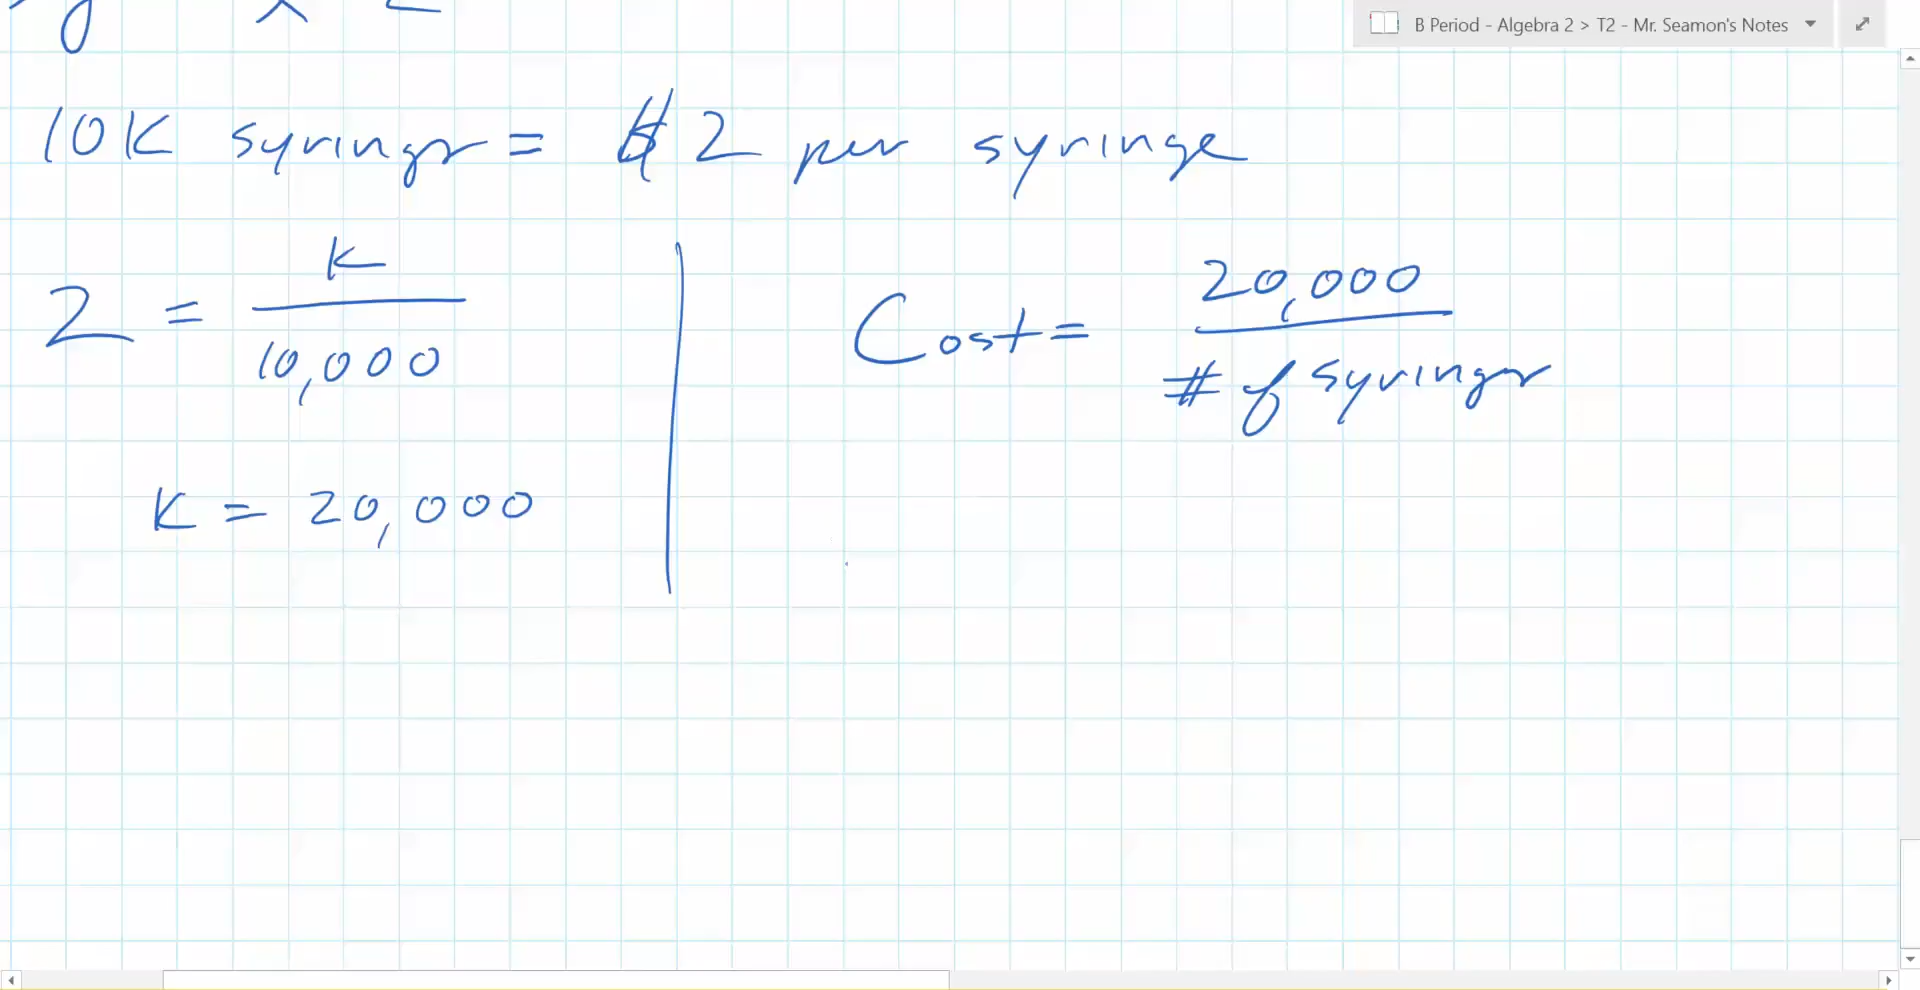 B Period - Algebra 2 > T2 - Mr. Seamon's Notes
10K syringes = $2 per syringe
2 = K / 10,000
Cost = 20,000 / # of syringes
K = 20,000